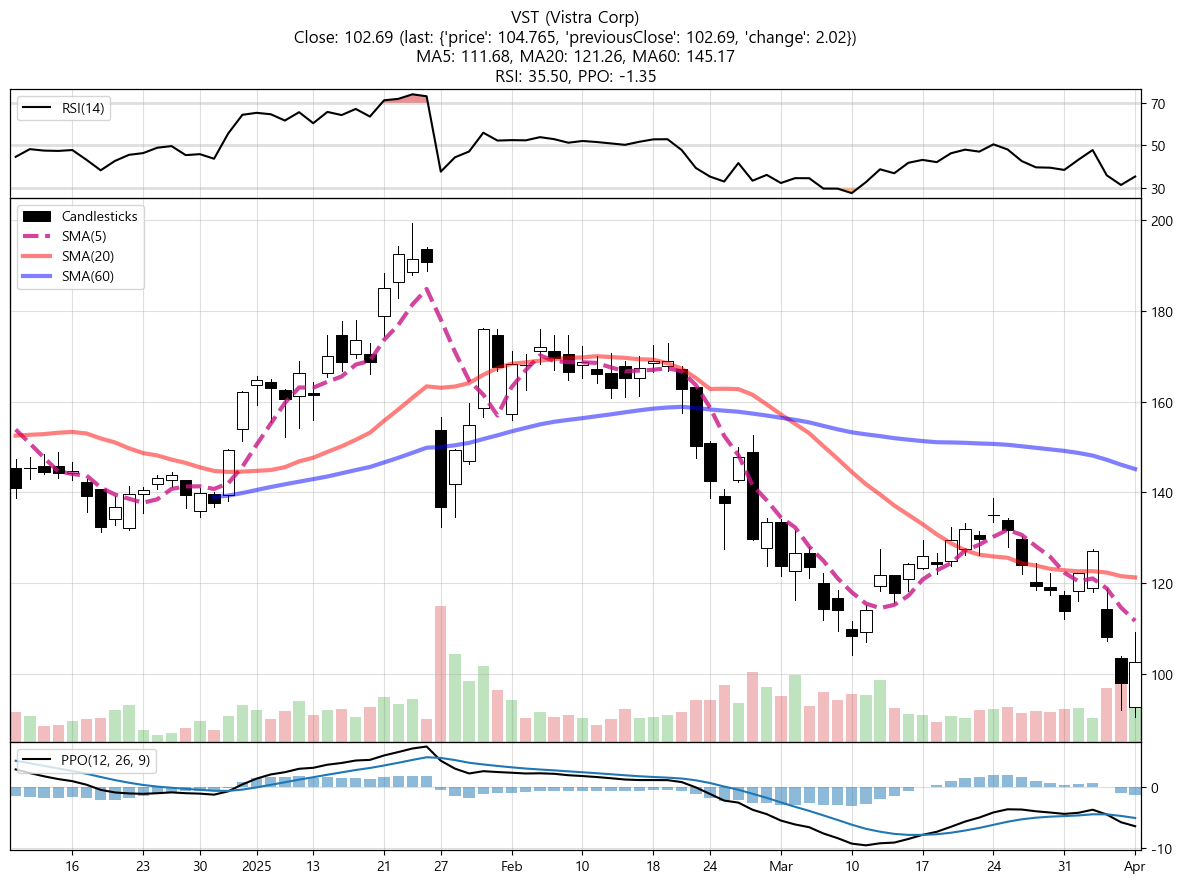 VST (Vistra Corp)
Close: 102.69 (last: {'price': 104.765, 'previousClose': 102.69, 'change': 2.02})
MA5: 111.68, MA20: 121.26, MA60: 145.17
RSI: 35.50, PPO: -1.35
RSI(14)
70
50
30
Candlesticks
SMA(5)
SMA(20)
SMA(60)
200
180
160
140
120
100
PPO(12, 26, 9)
0
-10
16 23 30 2025 13 21 27 Feb 10 18 24 Mar 10 17 24 31 Apr